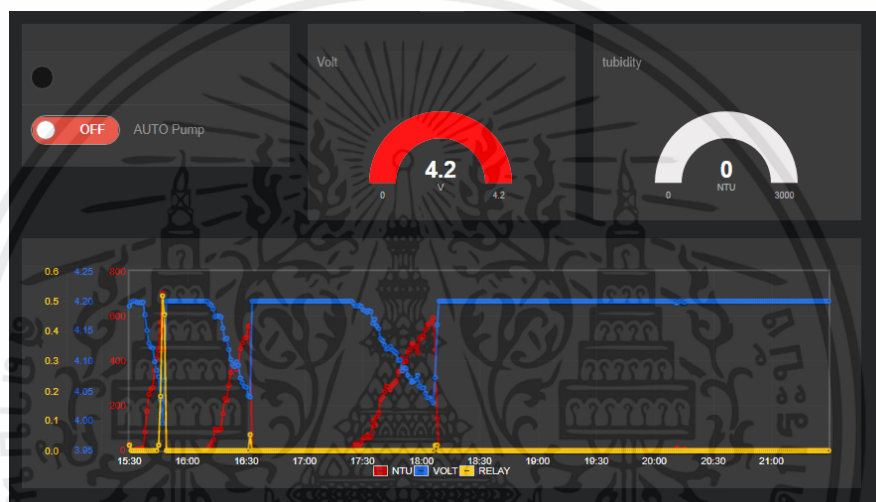 Volt
tubidity
OFF AUTO Pump
4.2
V
0 4.2
0
NTU
0 3000
0.6 4.25 800
0.5 4.20 600
0.4 4.15
0.3 4.10 400
0.2 4.05
0.1 4.00 200
0.0 3.95 0
15:30 16:00 16:30 17:00 17:30 18:00 18:30 19:00 19:30 20:00 20:30 21:00
NTU VOLT RELAY